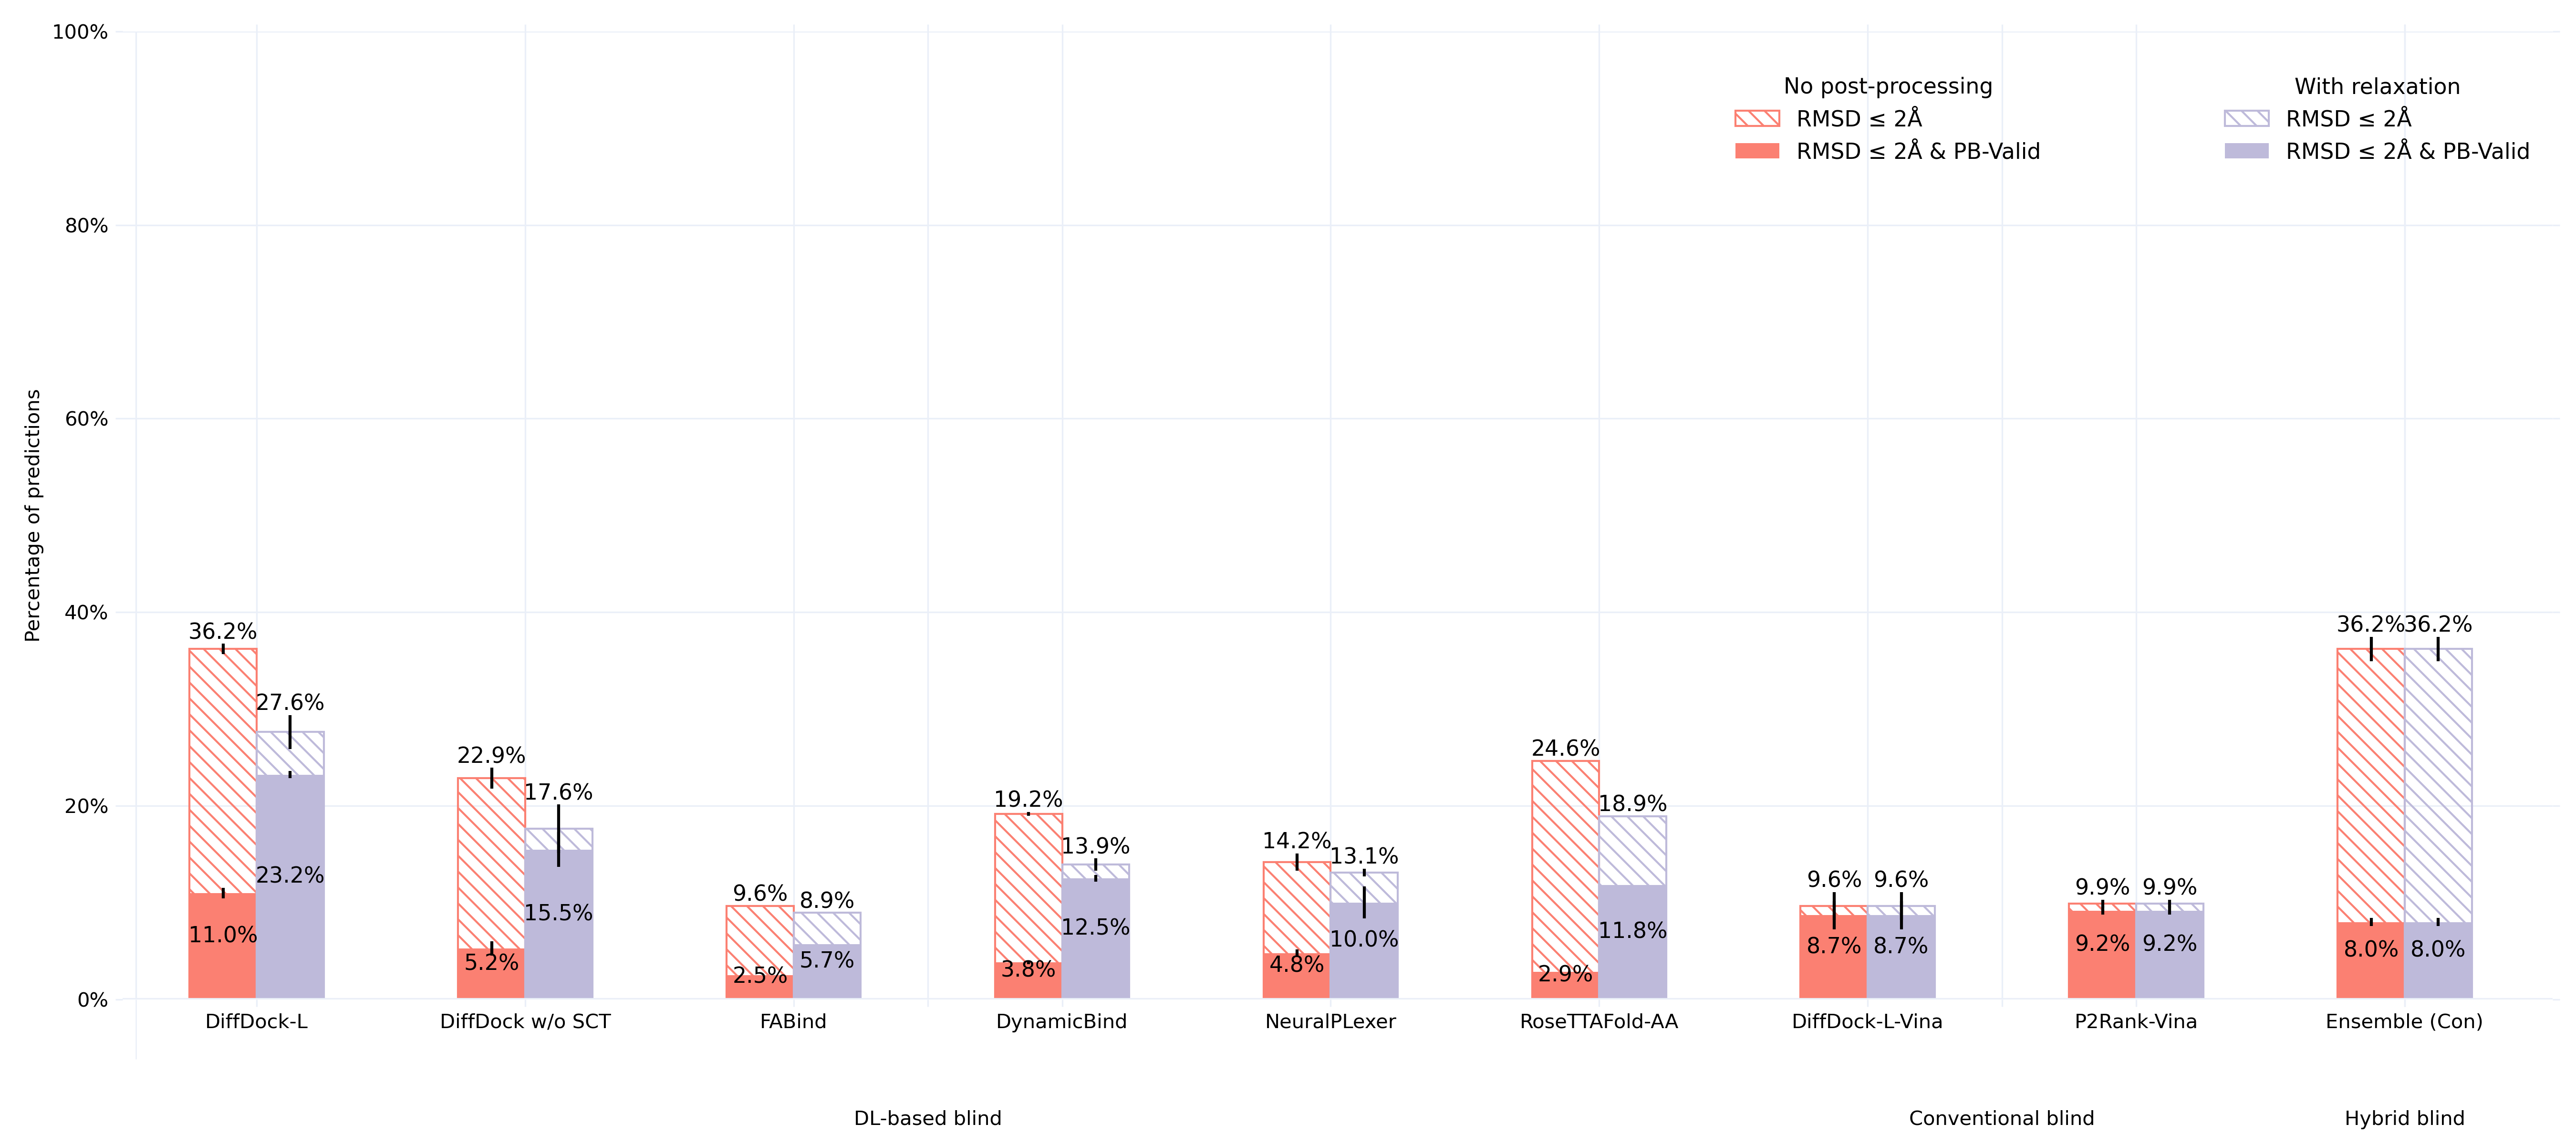 100%
80%
60%
40%
20%
0%
Percentage of predictions
No post-processing
RMSD ≤ 2Å
RMSD ≤ 2Å & PB-Valid
With relaxation
RMSD ≤ 2Å
RMSD ≤ 2Å & PB-Valid
36.2%
27.6%
11.0%
23.2%
22.9%
17.6%
5.2%
15.5%
9.6%
8.9%
2.5%
5.7%
19.2%
13.9%
3.8%
12.5%
14.2%
13.1%
4.8%
10.0%
24.6%
18.9%
2.9%
11.8%
9.6%
9.6%
8.7%
8.7%
9.9%
9.9%
9.2%
9.2%
36.2%
36.2%
8.0%
8.0%
DiffDock-L
DiffDock w/o SCT
FABind
DynamicBind
NeuralPLexer
RoseTTAFold-AA
DiffDock-L-Vina
P2Rank-Vina
Ensemble (Con)
DL-based blind
Conventional blind
Hybrid blind